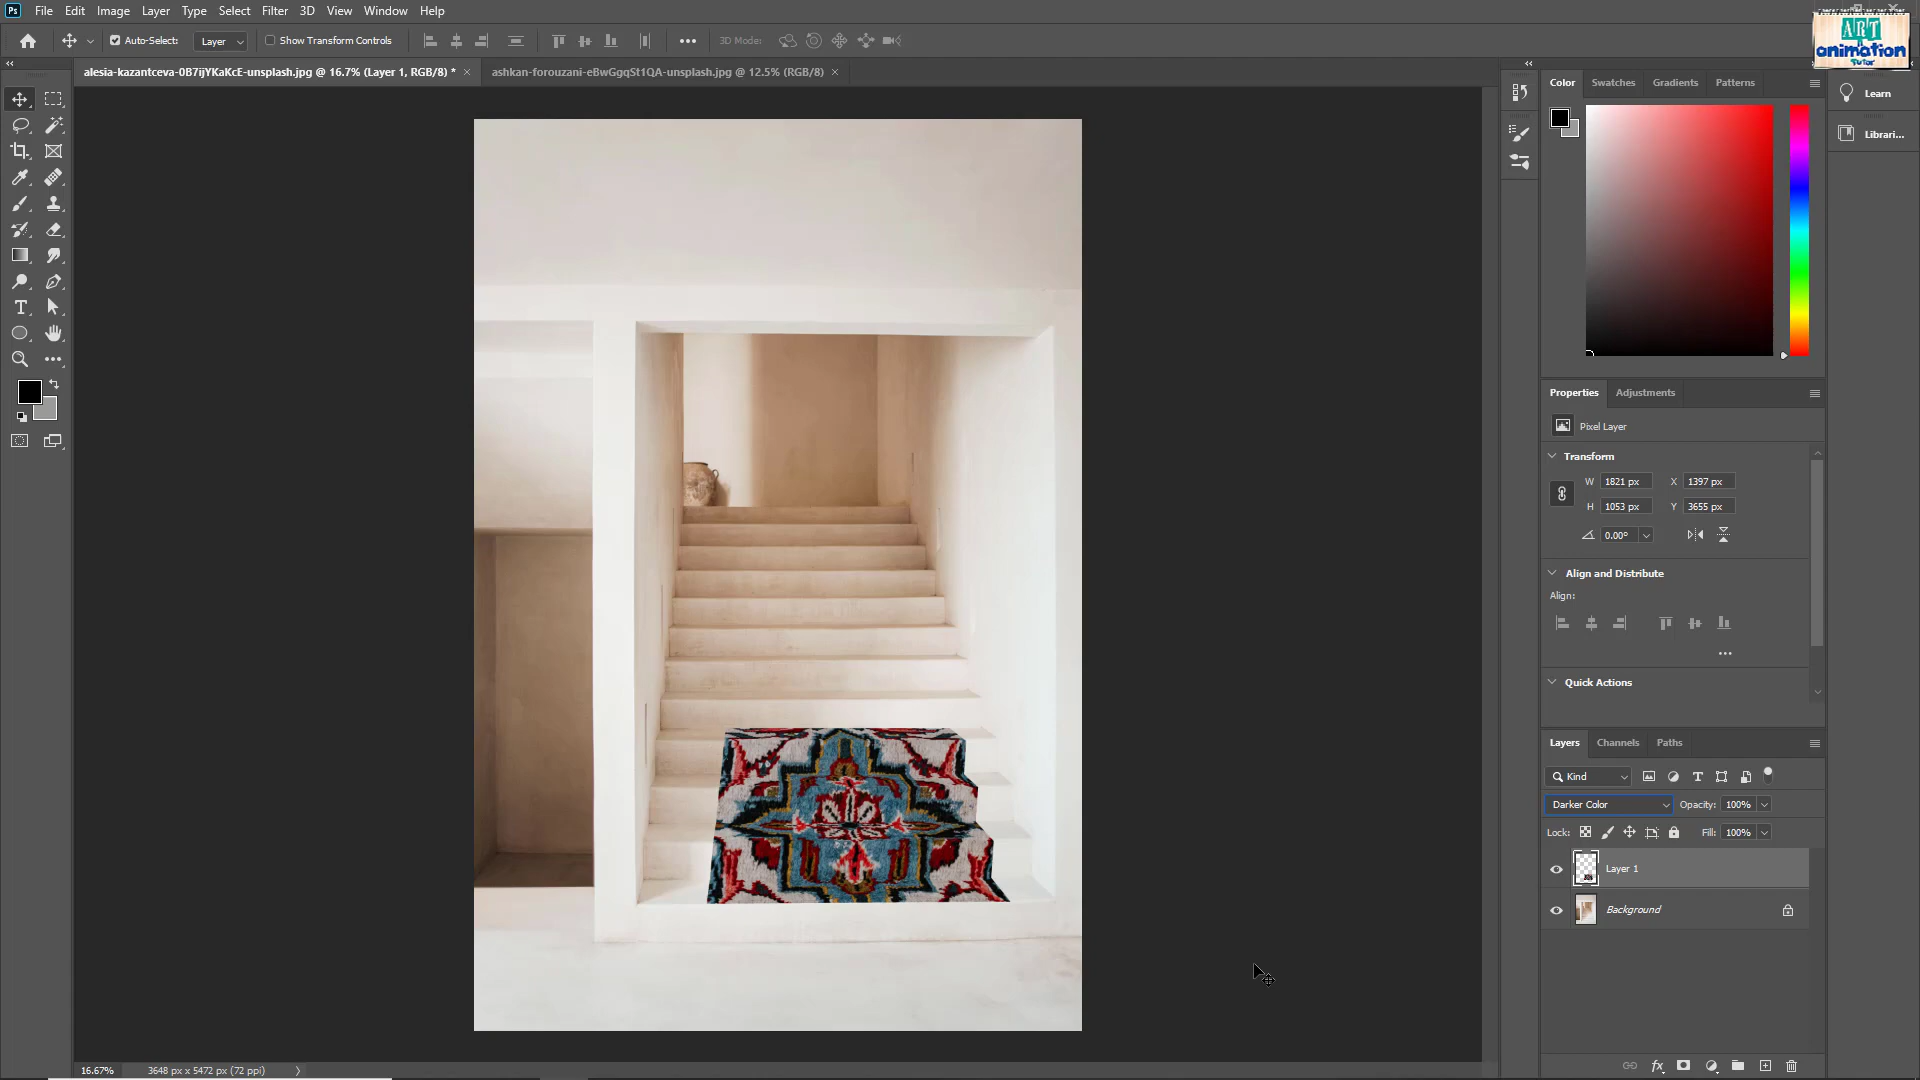 Ps File Edit Image Layer Type Select Filter 3D View Window Help
ART
animation
Tutor
Auto-Select: Layer Show Transform Controls 3D Mode:
alesia-kazantceva-0B7ijYKaKcE-unsplash.jpg @ 16.7% (Layer 1, RGB/8) *
ashkan-forouzani-eBwGgqSt1QA-unsplash.jpg @ 12.5% (RGB/8)
Color Swatches Gradients Patterns
Learn
Librari...
Properties Adjustments
Pixel Layer
Transform
W 1821 px X 1397 px
H 1053 px Y 3655 px
0.00°
Align and Distribute
Align:
Quick Actions
Layers Channels Paths
Kind
Darker Color Opacity: 100%
Lock: Fill: 100%
Layer 1
Background
fx
16.67% 3648 px x 5472 px (72 ppi)